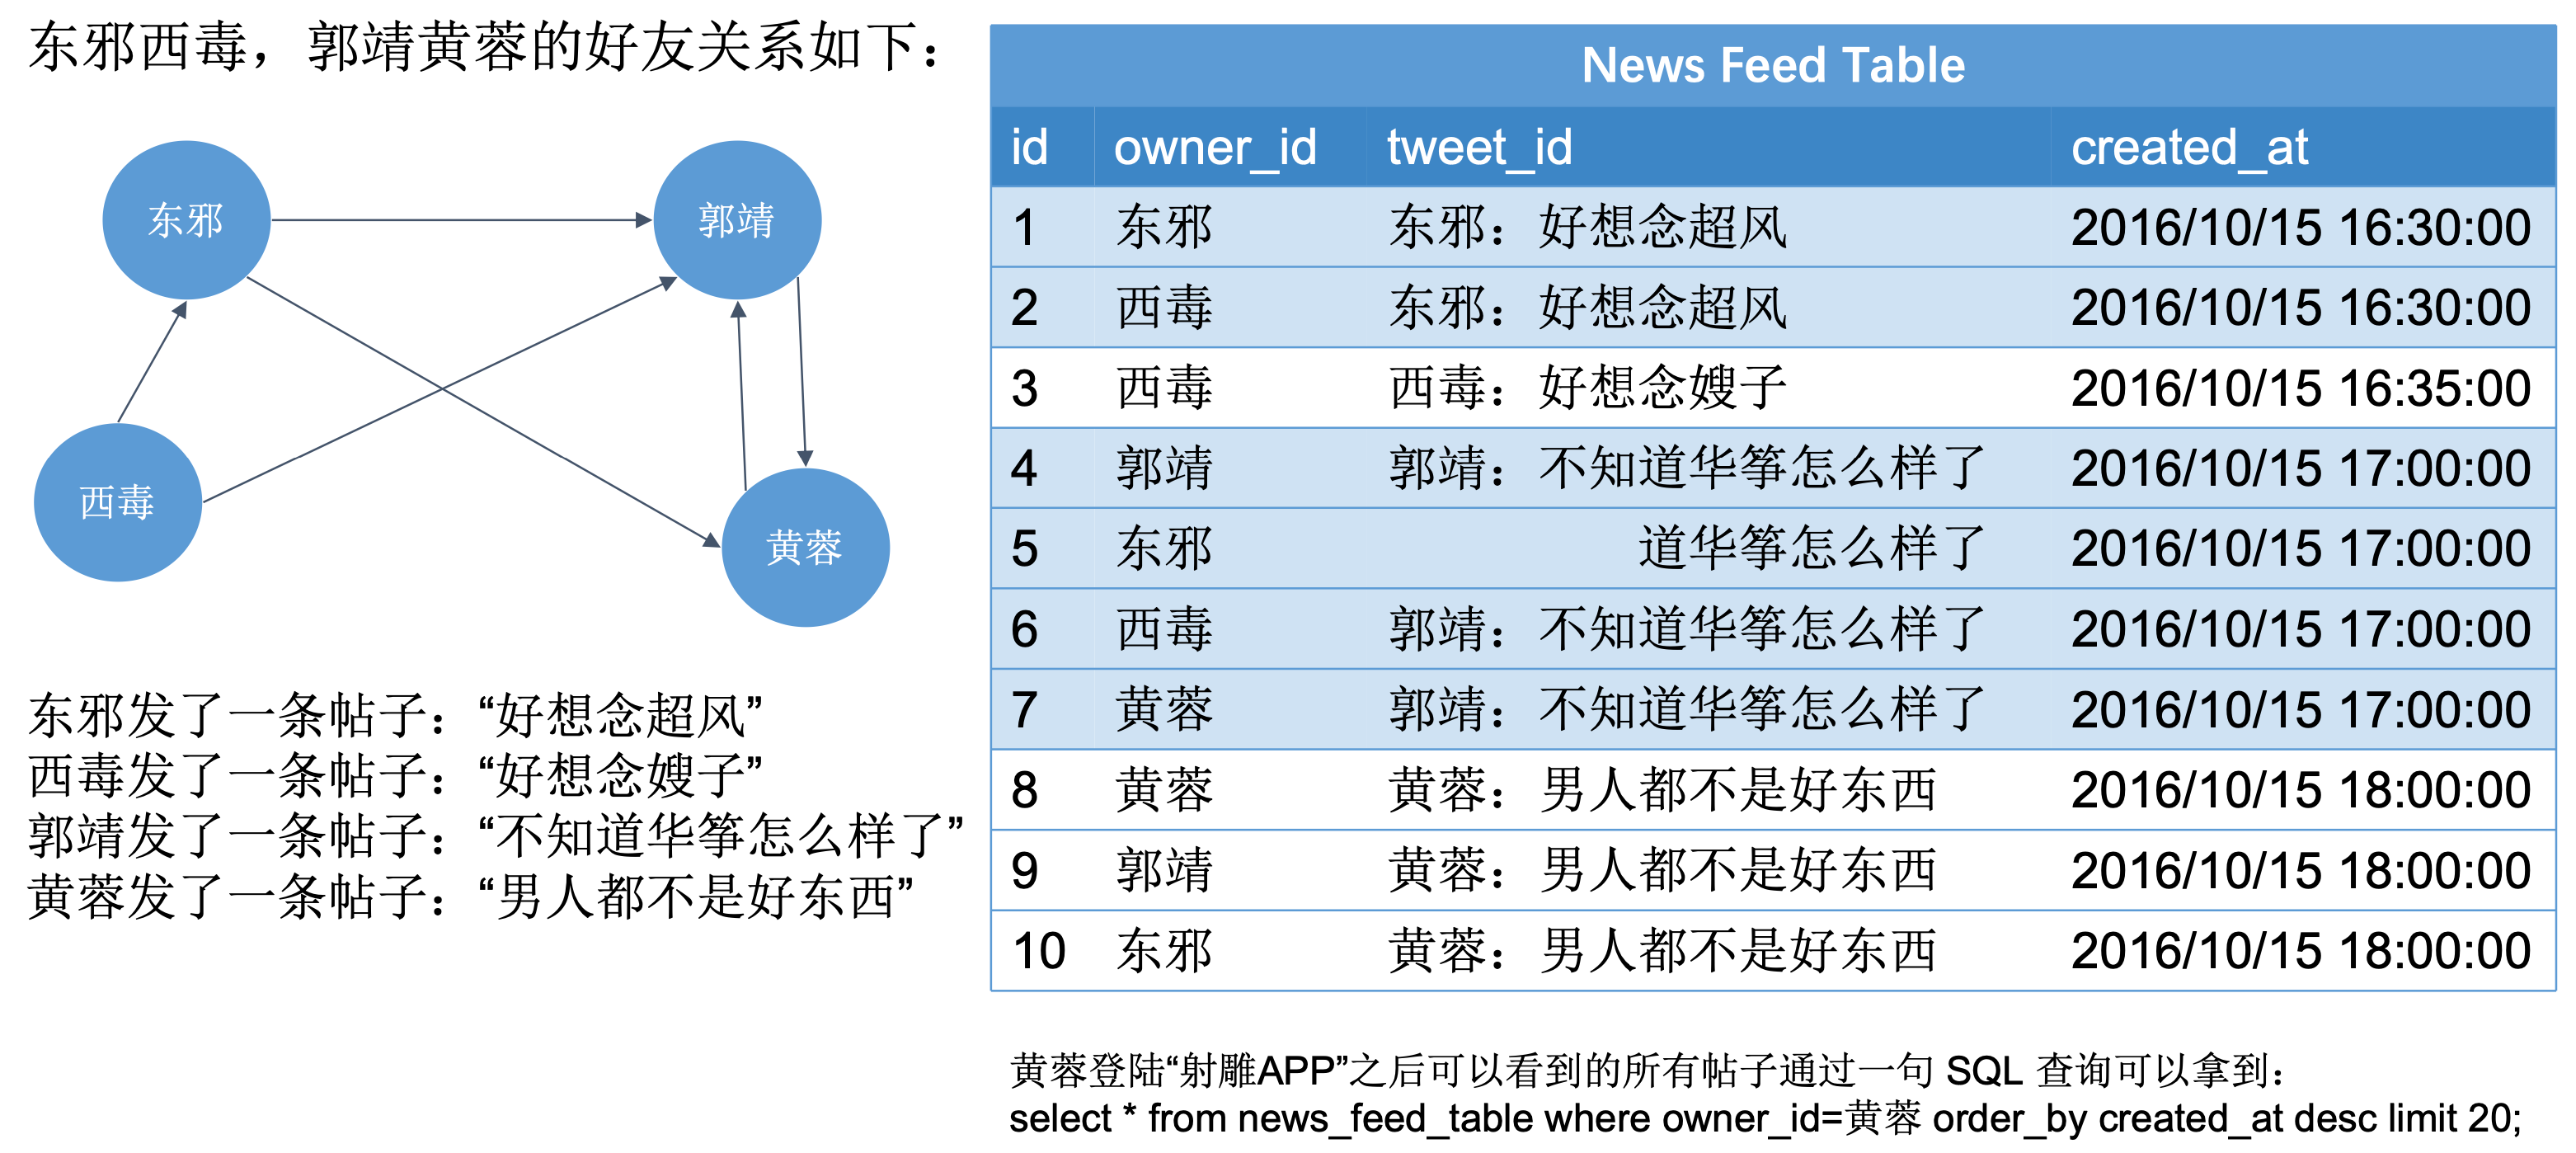 东邪西毒，郭靖黄蓉的好友关系如下：
东邪
郭靖
西毒
黄蓉
东邪发了一条帖子：“好想念超风”
西毒发了一条帖子：“好想念嫂子”
郭靖发了一条帖子：“不知道华筝怎么样了”
黄蓉发了一条帖子：“男人都不是好东西”
News Feed Table
id owner_id tweet_id created_at
1 东邪 东邪：好想念超风 2016/10/15 16:30:00
2 西毒 东邪：好想念超风 2016/10/15 16:30:00
3 西毒 西毒：好想念嫂子 2016/10/15 16:35:00
4 郭靖 郭靖：不知道华筝怎么样了 2016/10/15 17:00:00
5 东邪 道华筝怎么样了 2016/10/15 17:00:00
6 西毒 郭靖：不知道华筝怎么样了 2016/10/15 17:00:00
7 黄蓉 郭靖：不知道华筝怎么样了 2016/10/15 17:00:00
8 黄蓉 黄蓉：男人都不是好东西 2016/10/15 18:00:00
9 郭靖 黄蓉：男人都不是好东西 2016/10/15 18:00:00
10 东邪 黄蓉：男人都不是好东西 2016/10/15 18:00:00
黄蓉登陆“射雕APP”之后可以看到的所有帖子通过一句 SQL 查询可以拿到：
select * from news_feed_table where owner_id=黄蓉 order_by created_at desc limit 20;